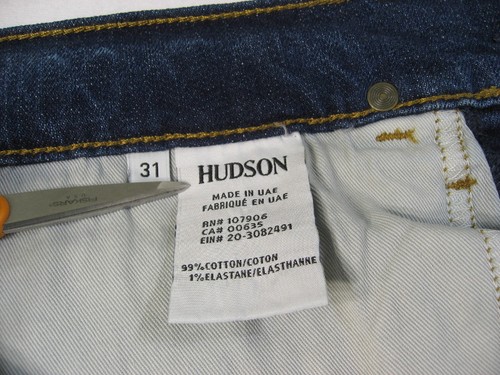 31
HUDSON
MADE IN UAE
FABRIQUÉ EN UAE
RN# 107906
CA# 00635
EIN# 20-3082491
99%COTTON/COTON
1%ELASTANE/ELASTHANNE